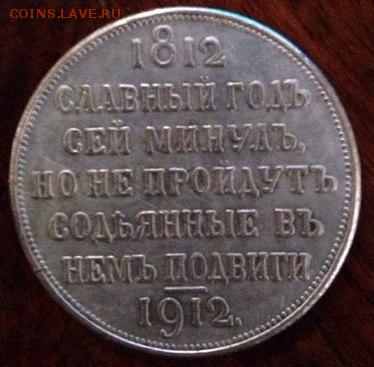 COINS.LAVE.RU
1812
СЛАВНЫЙ ГОДЪ
СЕЙ МИНУЛЪ,
НО НЕ ПРОЙДУТЪ
СОДѢЯННЫЕ ВЪ
НЕМЪ ПОДВИГИ
1912